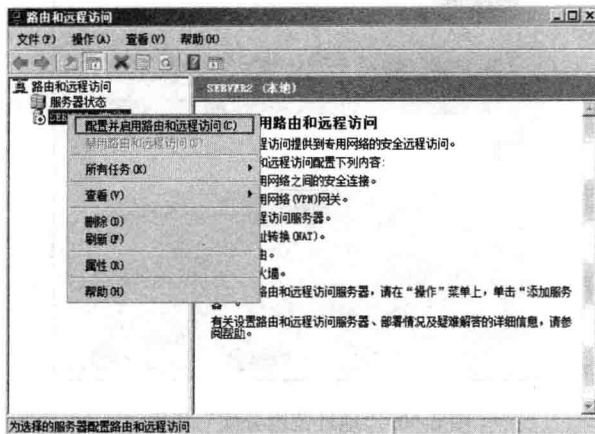 路由和远程访问
文件(F) 操作(A) 查看(V) 帮助(H)
路由和远程访问
服务器状态
SERVER2 (本地)
配置并启用路由和远程访问(C)
禁用路由和远程访问(D)
所有任务(K)
查看(V)
删除(D)
刷新(F)
属性(R)
帮助(H)
用路由和远程访问
程访问提供到专用网络的安全远程访问。
和远程访问配置下列内容:
用网络之间的安全连接。
用网络(VPN)网关。
程访问服务器。
址转换(NAT)。
由。
火墙。
路由和远程访问服务器,请在“操作”菜单上,单击“添加服务
器”。
有关设置路由和远程访问服务器、部署情况及疑难解答的详细信息,请参
阅帮助。
为选择的服务器配置路由和远程访问